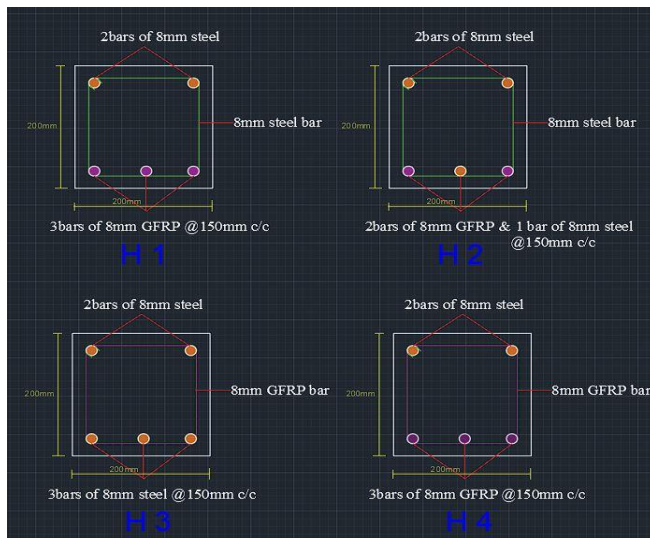 2bars of 8mm steel
2bars of 8mm steel
200mm
8mm steel bar
200mm
8mm steel bar
200mm
200mm
3bars of 8mm GFRP @150mm c/c
2bars of 8mm GFRP & 1 bar of 8mm steel
@150mm c/c
H 1
H 2
2bars of 8mm steel
2bars of 8mm steel
200mm
8mm GFRP bar
200mm
8mm GFRP bar
200mm
200mm
3bars of 8mm steel @150mm c/c
3bars of 8mm GFRP @150mm c/c
H 3
H 4